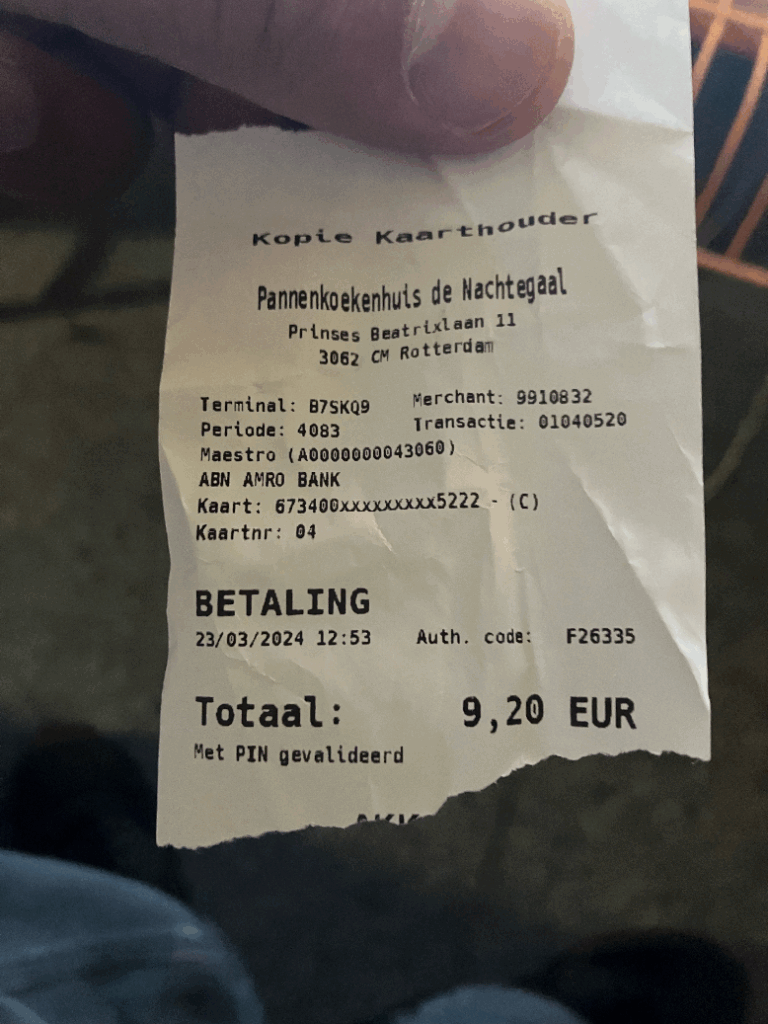 Kopie Kaarthouder
Pannenkoekenhuis de Nachtegaal
Prinses Beatrixlaan 11
3062 CM Rotterdam
Terminal: B7SKQ9 Merchant: 9910832
Periode: 4083 Transactie: 01040520
Maestro (A0000000043060)
ABN AMRO BANK
Kaart: 673400xxxxxxxxx5222 - (C)
Kaartnr: 04
BETALING
23/03/2024 12:53 Auth. code: F26335
Totaal: 9,20 EUR
Met PIN gevalideerd